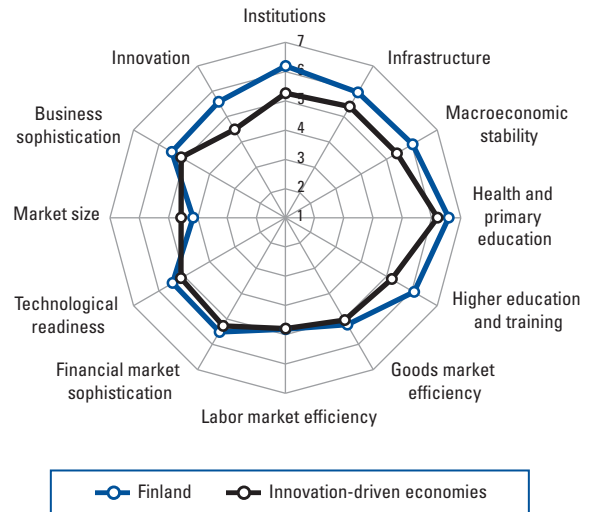 Institutions
7
6
5
4
3
2
1
Infrastructure
Macroeconomic
stability
Health and
primary
education
Higher education
and training
Goods market
efficiency
Labor market efficiency
Financial market
sophistication
Technological
readiness
Market size
Business
sophistication
Innovation
Finland
Innovation-driven economies